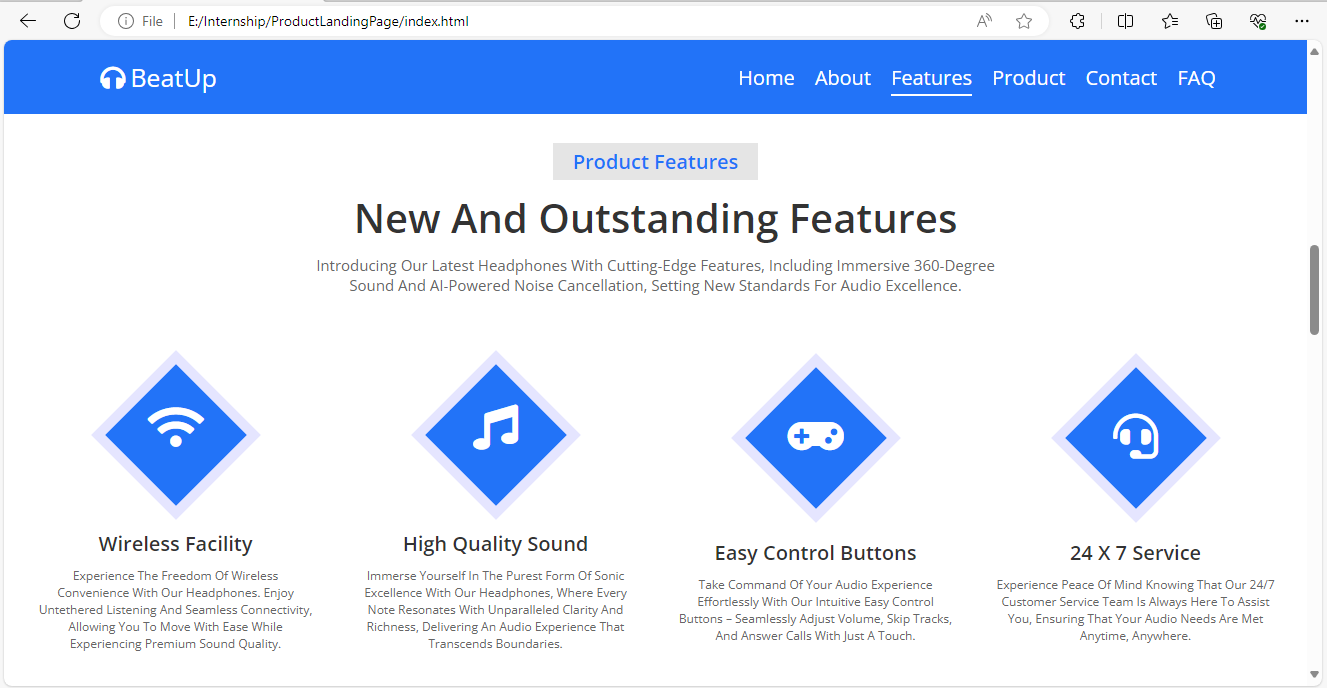 File
E:/Internship/ProductLandingPage/index.html
BeatUp
Home About Features Product Contact FAQ
Product Features
New And Outstanding Features
Introducing Our Latest Headphones With Cutting-Edge Features, Including Immersive 360-Degree
Sound And AI-Powered Noise Cancellation, Setting New Standards For Audio Excellence.
Wireless Facility
Experience The Freedom Of Wireless
Convenience With Our Headphones. Enjoy
Untethered Listening And Seamless Connectivity,
Allowing You To Move With Ease While
Experiencing Premium Sound Quality.
High Quality Sound
Immerse Yourself In The Purest Form Of Sonic
Excellence With Our Headphones, Where Every
Note Resonates With Unparalleled Clarity And
Richness, Delivering An Audio Experience That
Transcends Boundaries.
Easy Control Buttons
Take Command Of Your Audio Experience
Effortlessly With Our Intuitive Easy Control
Buttons – Seamlessly Adjust Volume, Skip Tracks,
And Answer Calls With Just A Touch.
24 X 7 Service
Experience Peace Of Mind Knowing That Our 24/7
Customer Service Team Is Always Here To Assist
You, Ensuring That Your Audio Needs Are Met
Anytime, Anywhere.